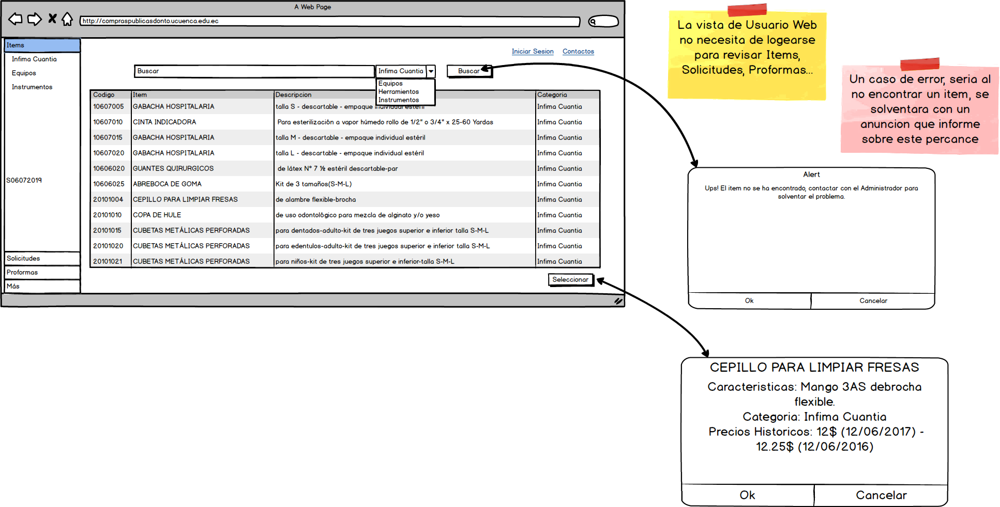 A Web Page
http://compraspublicasdonto.ucuenca.edu.ec
Items
Infima Cuantia
Equipos
Instrumentos
S06072019
Solicitudes
Proformas
Más
Iniciar Sesion Contactos
Buscar Infima Cuantia Buscar
Equipos
Herramientos
Instrumentos
Codigo Item Descripcion Categoria
10607005 GABACHA HOSPITALARIA talla S - descartable - empaque individual estéril Infima Cuantia
10607010 CINTA INDICADORA Para esterilización a vapor húmedo rollo de 1/2" o 3/4" x 25-60 Yardas Infima Cuantia
10607015 GABACHA HOSPITALARIA talla M - descartable - empaque individual estéril Infima Cuantia
10607020 GABACHA HOSPITALARIA talla L - descartable - empaque individual estéril Infima Cuantia
10606020 GUANTES QUIRURGICOS de látex N° 7 ½ estéril descartable-par Infima Cuantia
10606025 ABREBOCA DE GOMA Kit de 3 tamaños(S-M-L) Infima Cuantia
20101004 CEPILLO PARA LIMPIAR FRESAS de alambre flexible-brocha Infima Cuantia
20101010 COPA DE HULE de uso odontológico para mezcla de alginato y/o yeso Infima Cuantia
20101015 CUBETAS METÁLICAS PERFORADAS para dentados-adulto-kit de tres juegos superior e inferior talla S-M-L Infima Cuantia
20101020 CUBETAS METÁLICAS PERFORADAS para edentulos-adulto-kit de tres juegos superior e inferior talla S-M-L Infima Cuantia
20101021 CUBETAS METÁLICAS PERFORADAS para niños-kit de tres juegos superior e inferior-talla S-M-L Infima Cuantia
Seleccionar
La vista de Usuario Web
no necesita de logearse
para revisar Items,
Solicitudes, Proformas...
Un caso de error, seria al
no encontrar un item, se
solventara con un
anuncion que informe
sobre este percance
Alert
Ups! El item no se ha encontrado, contactar con el Administrador para
solventar el problema.
Ok Cancelar
CEPILLO PARA LIMPIAR FRESAS
Caracteristicas: Mango 3AS debrocha
flexible.
Categoria: Infima Cuantia
Precios Historicos: 12$ (12/06/2017) -
12.25$ (12/06/2016)
Ok Cancelar